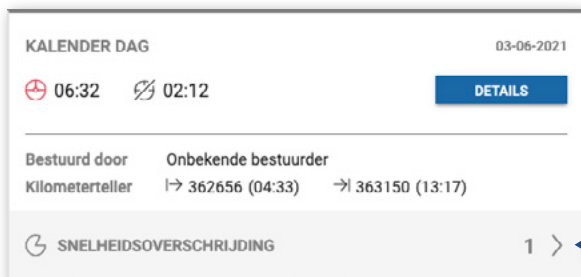 KALENDER DAG 03-06-2021
06:32 02:12 DETAILS
Bestuurd door Onbekende bestuurder
Kilometerteller 362656 (04:33) 363150 (13:17)
SNELHEIDSOVERSCHRIJDING 1